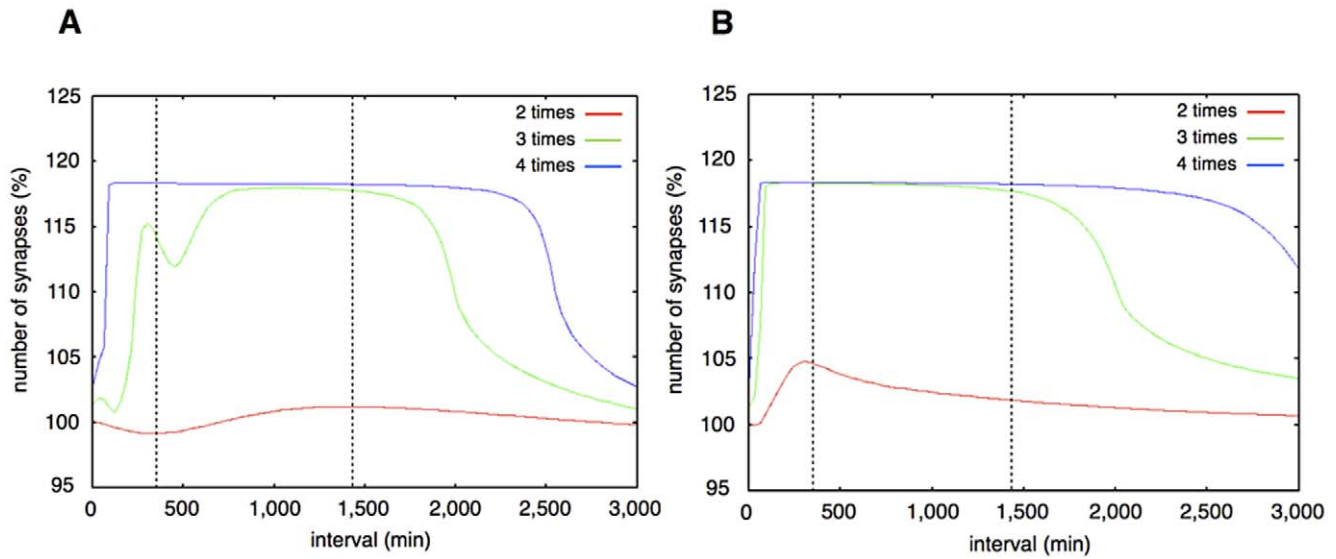 A
125
120
115
110
105
100
95
number of synapses (%)
2 times
3 times
4 times
0 500 1,000 1,500 2,000 2,500 3,000
interval (min)
B
125
120
115
110
105
100
95
number of synapses (%)
2 times
3 times
4 times
0 500 1,000 1,500 2,000 2,500 3,000
interval (min)